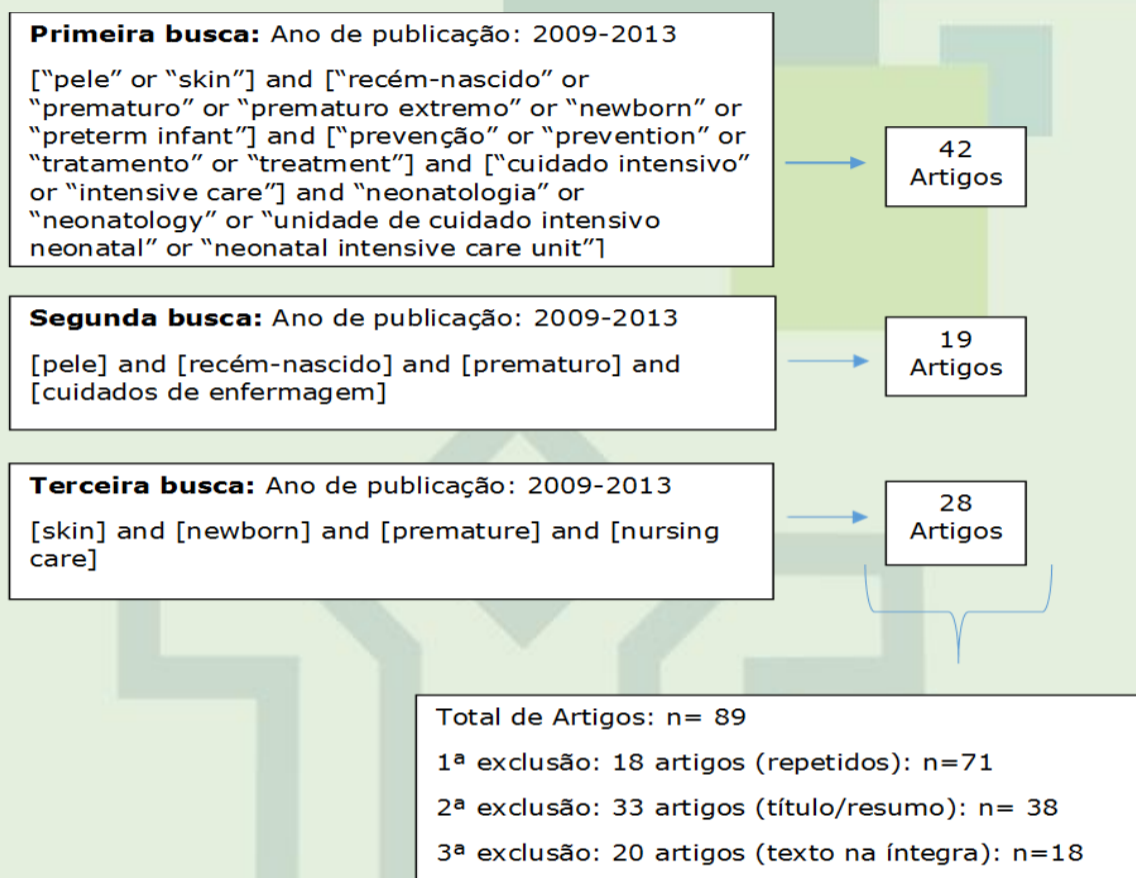 Primeira busca: Ano de publicação: 2009-2013
[“pele” or “skin”] and [“recém-nascido” or
“prematuro” or “prematuro extremo” or “newborn” or
“preterm infant”] and [“prevenção” or “prevention” or
“tratamento” or “treatment”] and [“cuidado intensivo”
or “intensive care”] and “neonatologia” or
“neonatology” or “unidade de cuidado intensivo
neonatal” or “neonatal intensive care unit”]
42
Artigos
Segunda busca: Ano de publicação: 2009-2013
[pele] and [recém-nascido] and [prematuro] and
[cuidados de enfermagem]
19
Artigos
Terceira busca: Ano de publicação: 2009-2013
[skin] and [newborn] and [premature] and [nursing
care]
28
Artigos
Total de Artigos: n= 89
1ª exclusão: 18 artigos (repetidos): n=71
2ª exclusão: 33 artigos (título/resumo): n= 38
3ª exclusão: 20 artigos (texto na íntegra): n=18